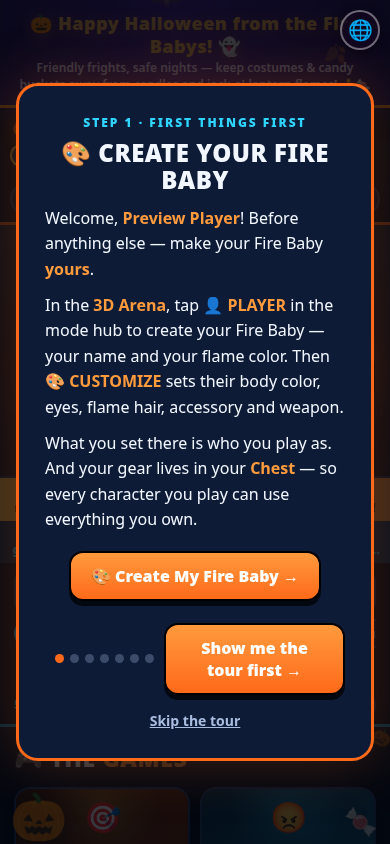 🎃 Happy Halloween from the Fire
Babys! 👻
Friendly frights, safe nights — keep costumes & candy
STEP 1 · FIRST THINGS FIRST
🎨 CREATE YOUR FIRE
BABY
Welcome, Preview Player! Before
anything else — make your Fire Baby
yours.
In the 3D Arena, tap 👤 PLAYER in the
mode hub to create your Fire Baby —
your name and your flame color. Then
🎨 CUSTOMIZE sets their body color,
eyes, flame hair, accessory and weapon.
What you set there is who you play as.
And your gear lives in your Chest — so
every character you play can use
everything you own.
🎨 Create My Fire Baby →
Show me the
tour first →
Skip the tour
🎮 THE GAMES